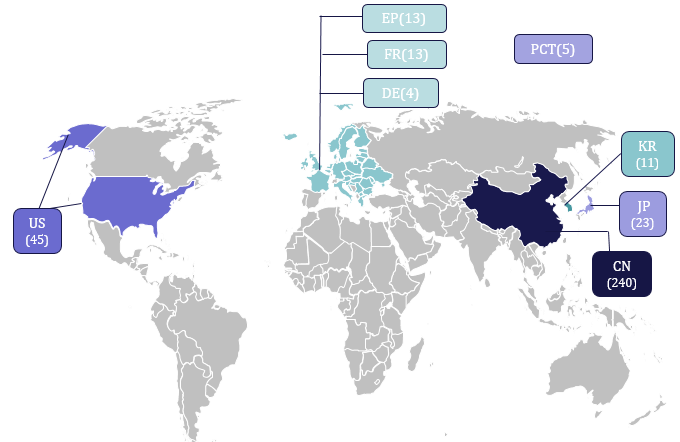 EP(13)
FR(13)
DE(4)
PCT(5)
KR
(11)
US
(45)
JP
(23)
CN
(240)